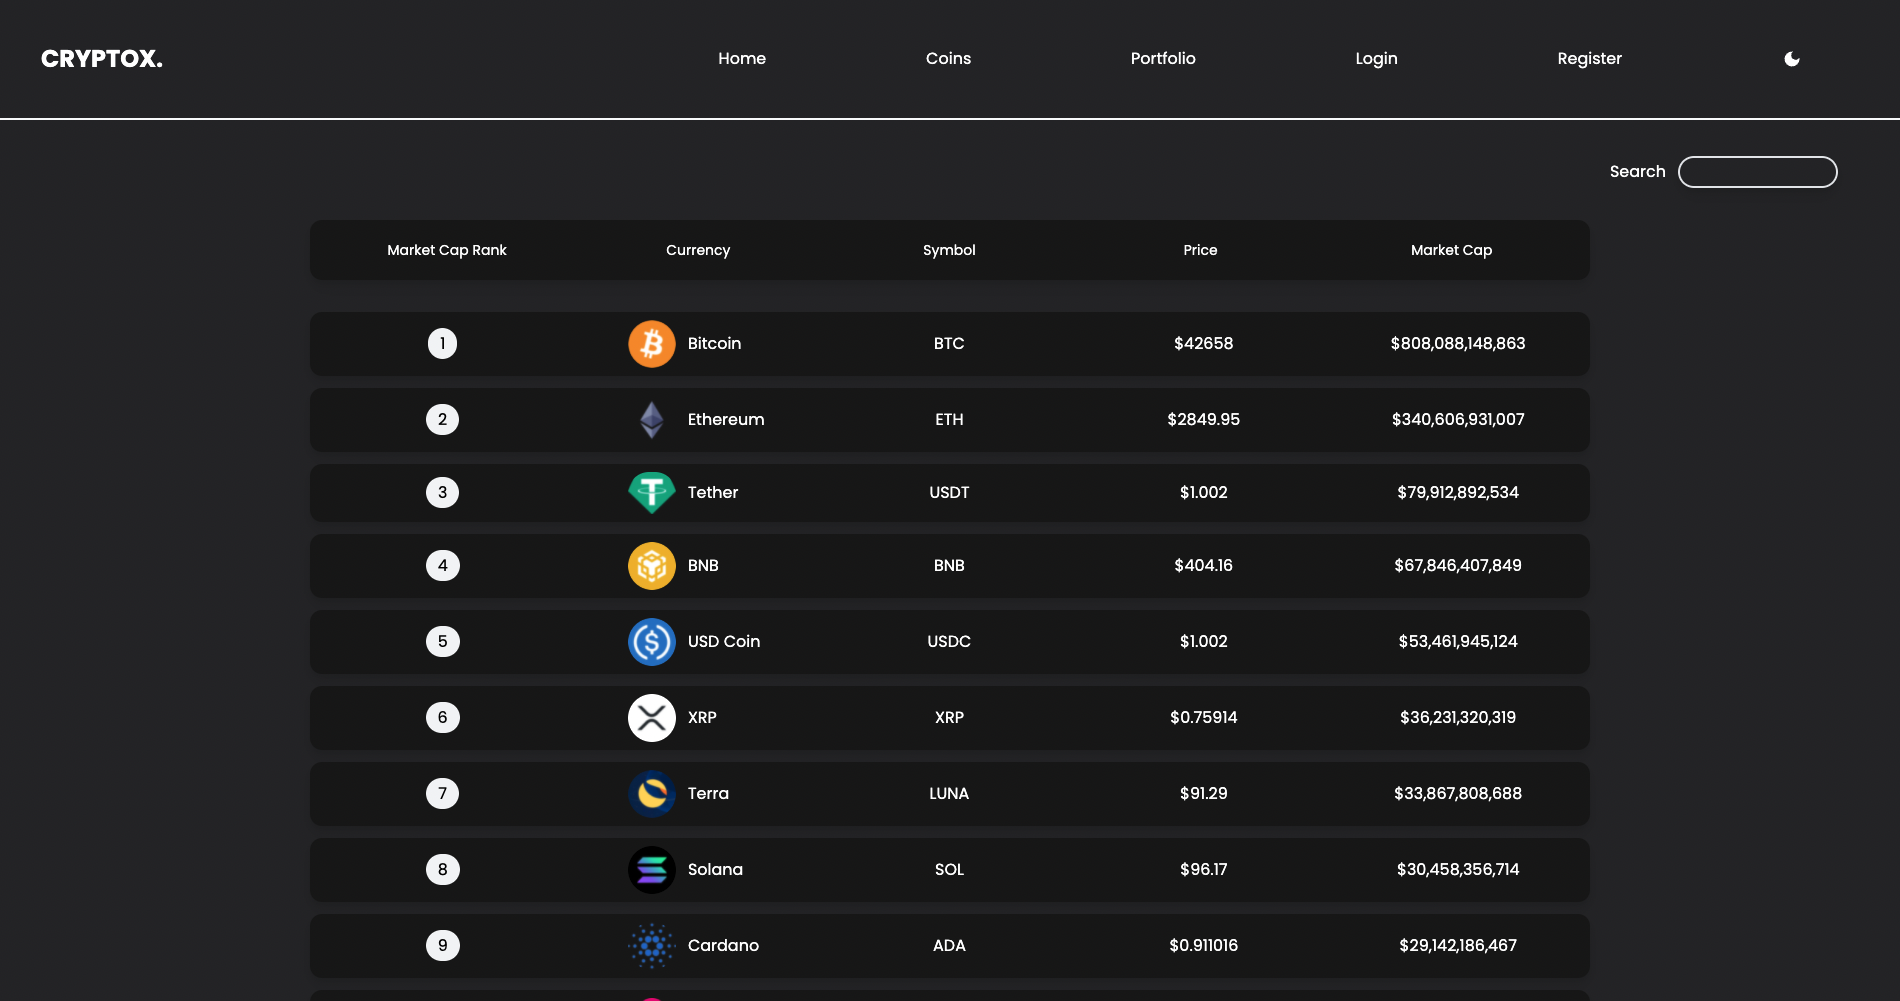 CRYPTOX. Home Coins Portfolio Login Register
Search
Market Cap Rank Currency Symbol Price Market Cap
1 Bitcoin BTC $42658 $808,088,148,863
2 Ethereum ETH $2849.95 $340,606,931,007
3 Tether USDT $1.002 $79,912,892,534
4 BNB BNB $404.16 $67,846,407,849
5 USD Coin USDC $1.002 $53,461,945,124
6 XRP XRP $0.75914 $36,231,320,319
7 Terra LUNA $91.29 $33,867,808,688
8 Solana SOL $96.17 $30,458,356,714
9 Cardano ADA $0.911016 $29,142,186,467